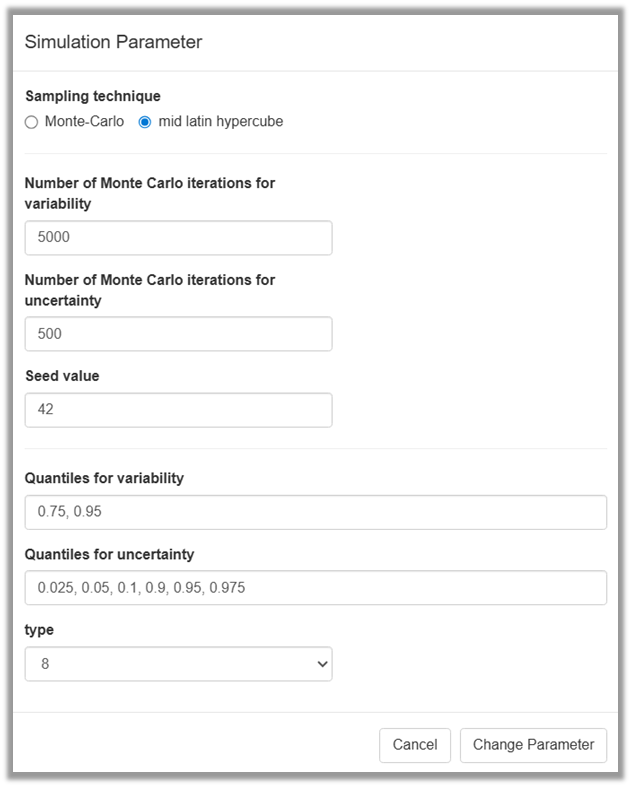 Simulation Parameter
Sampling technique
Monte-Carlo mid latin hypercube
Number of Monte Carlo iterations for
variability
5000
Number of Monte Carlo iterations for
uncertainty
500
Seed value
42
Quantiles for variability
0.75, 0.95
Quantiles for uncertainty
0.025, 0.05, 0.1, 0.9, 0.95, 0.975
type
8
Cancel Change Parameter